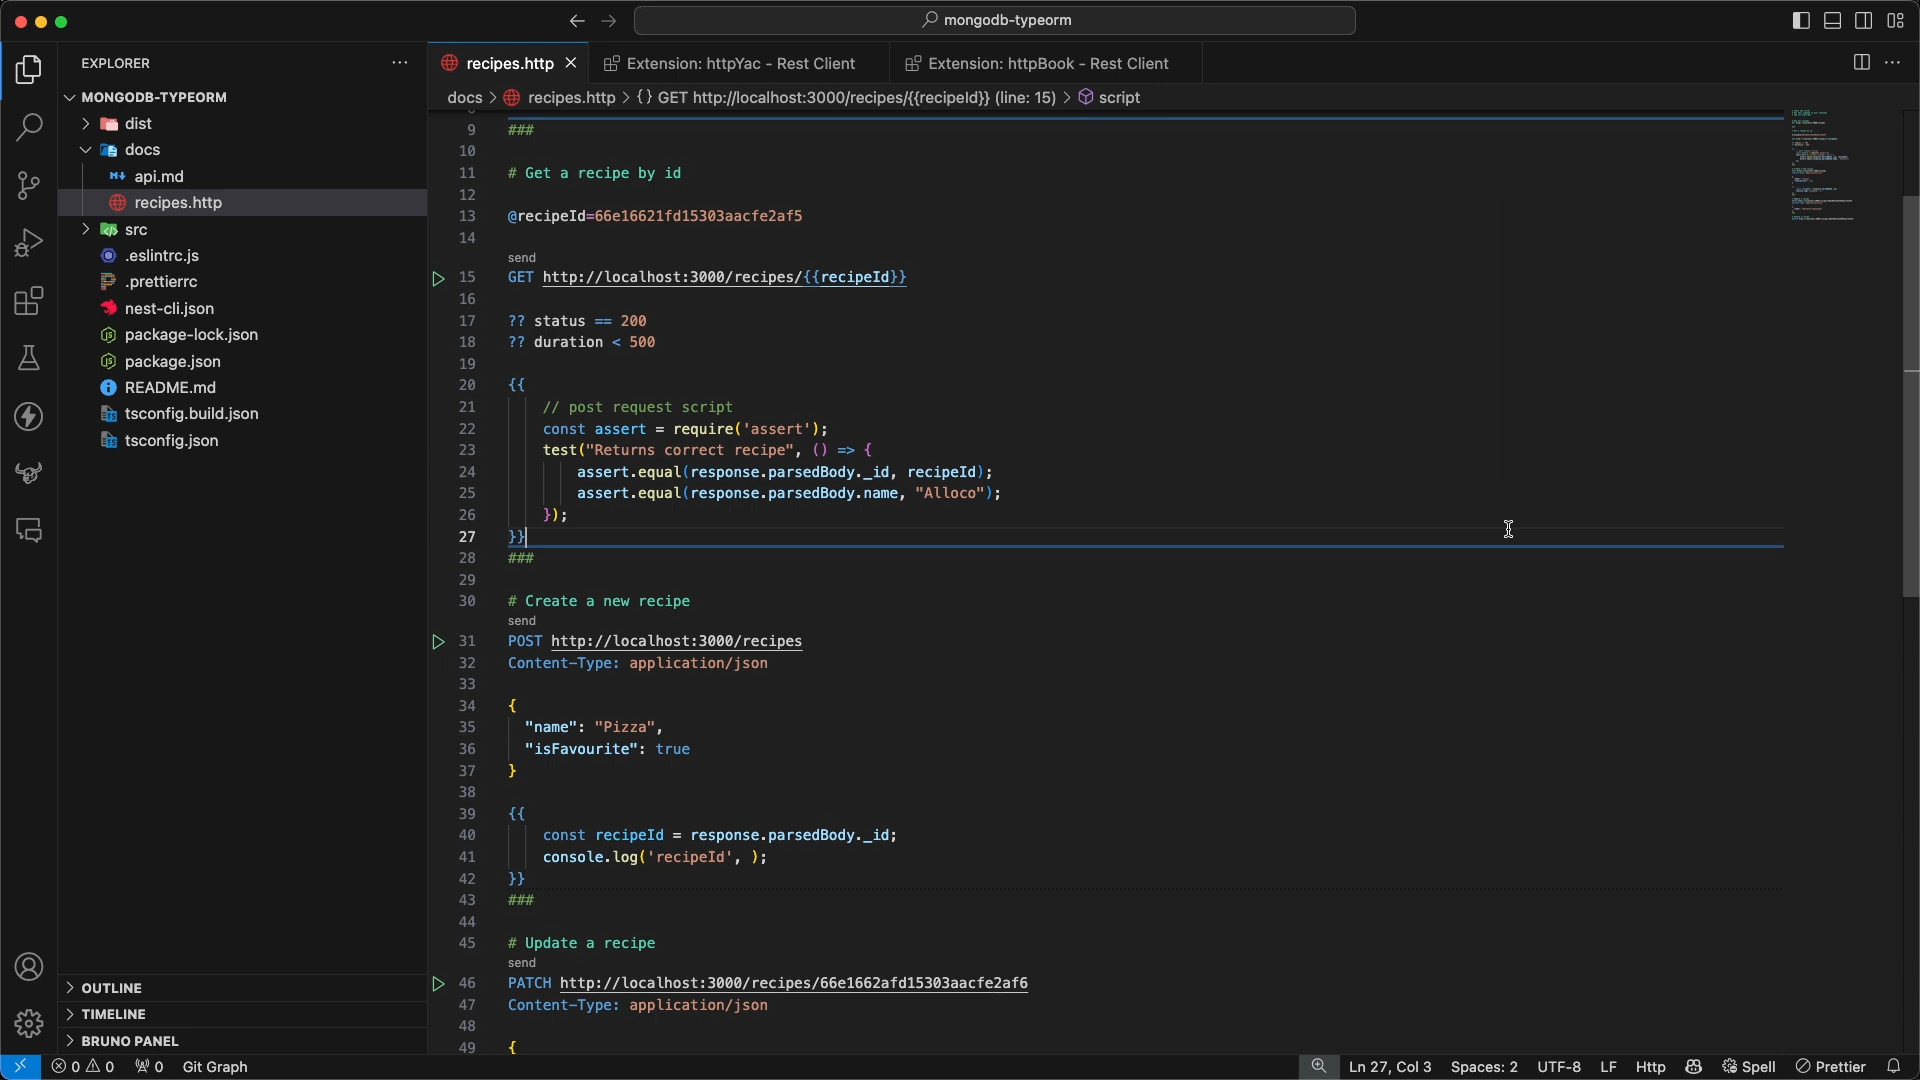 mongodb-typeorm
EXPLORER
recipes.http
Extension: httpYac - Rest Client
Extension: httpBook - Rest Client
docs > recipes.http > {} GET http://localhost:3000/recipes/{{recipeId}} (line: 15) > script
MONGODB-TYPEORM
dist
docs
api.md
recipes.http
src
.eslintrc.js
.prettierrc
nest-cli.json
package-lock.json
package.json
README.md
tsconfig.build.json
tsconfig.json
OUTLINE
TIMELINE
BRUNO PANEL
9 ###
10
11 # Get a recipe by id
12
13 @recipeId=66e16621fd15303aacfe2af5
14
send
15 GET http://localhost:3000/recipes/{{recipeId}}
16
17 ?? status == 200
18 ?? duration < 500
19
20 {{
21 // post request script
22 const assert = require('assert');
23 test("Returns correct recipe", () => {
24 assert.equal(response.parsedBody._id, recipeId);
25 assert.equal(response.parsedBody.name, "Alloco");
26 });
27 }}
28 ###
29
30 # Create a new recipe
send
31 POST http://localhost:3000/recipes
32 Content-Type: application/json
33
34 {
35 "name": "Pizza",
36 "isFavourite": true
37 }
38
39 {{
40 const recipeId = response.parsedBody._id;
41 console.log('recipeId', );
42 }}
43 ###
44
45 # Update a recipe
send
46 PATCH http://localhost:3000/recipes/66e1662afd15303aacfe2af6
47 Content-Type: application/json
48
49 {
0 0 0 Git Graph
Ln 27, Col 3 Spaces: 2 UTF-8 LF Http Spell Prettier